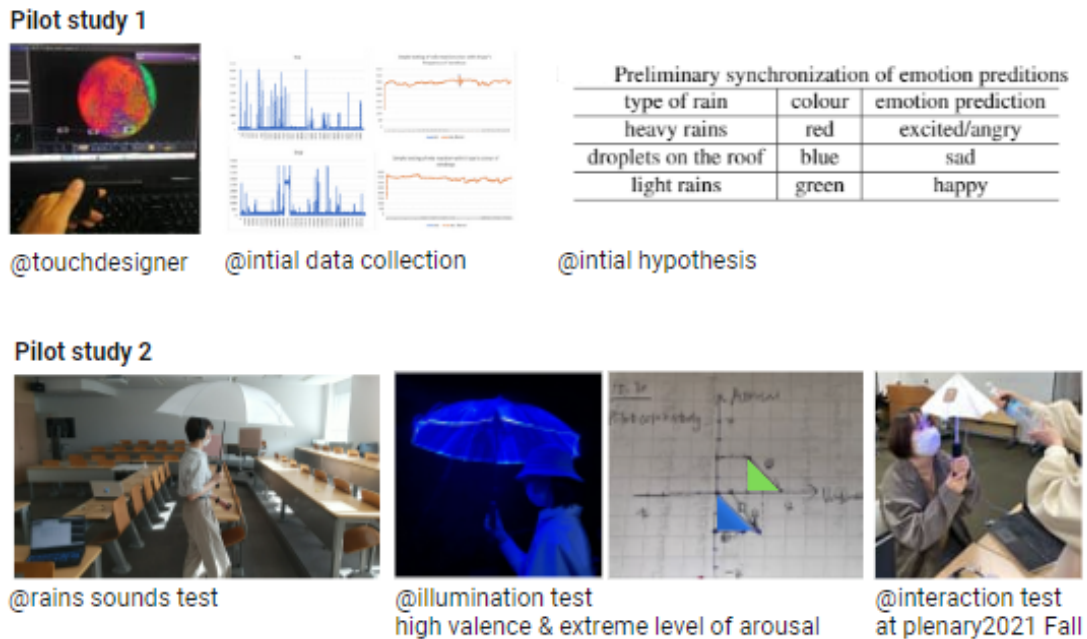 Pilot study 1
Preliminary synchronization of emotion preditions
type of rain colour emotion prediction
heavy rains red excited/angry
droplets on the roof blue sad
light rains green happy
@touchdesigner
@intial data collection
@intial hypothesis
Pilot study 2
Arousal
@rains sounds test
@illumination test
high valence & extreme level of arousal
@interaction test
at plenary2021 Fall